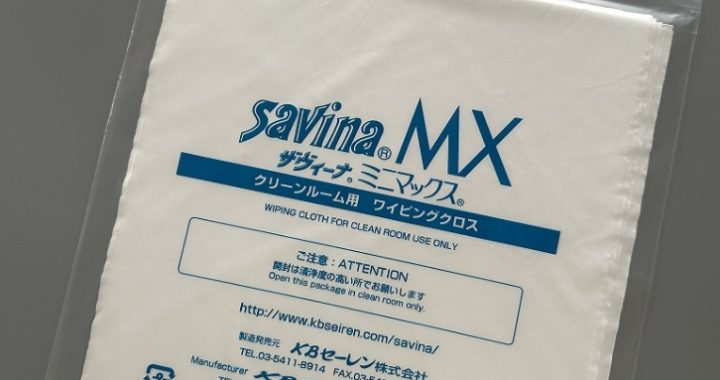 Savina® MX
ザヴィーナ® ミニマックス®
クリーンルーム用 ワイピングクロス
WIPING CLOTH FOR CLEAN ROOM USE ONLY
ご注意：ATTENTION
開封は清浄度の高い所でお願いします
Open this package in clean room only.
http://www.kbseiren.com/savina/
製造発売元 KBセーレン株式会社
TEL.03-5411-8914 FAX.03-5411
Manufacturer